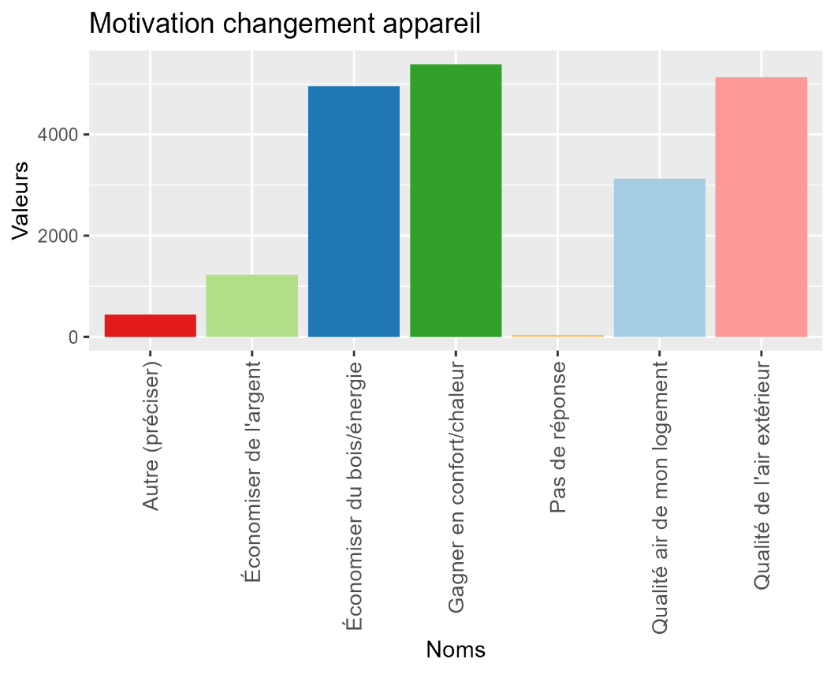 Motivation changement appareil
Valeurs
4000
2000
0
Autre (préciser)
Économiser de l'argent
Économiser du bois/énergie
Gagner en confort/chaleur
Pas de réponse
Qualité air de mon logement
Qualité de l'air extérieur
Noms